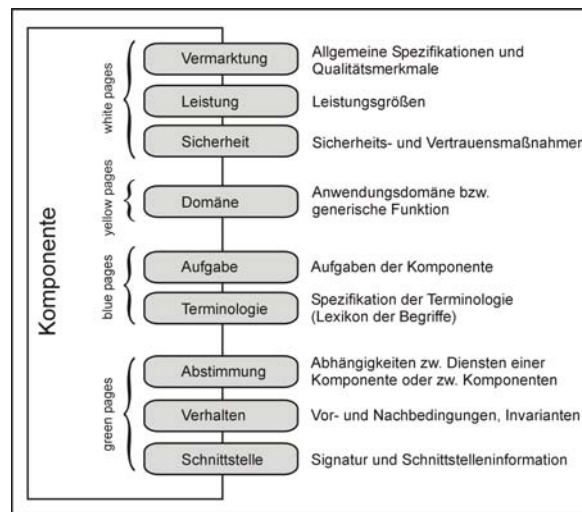 Komponente
white pages
Vermarktung
Allgemeine Spezifikationen und
Qualitätsmerkmale
Leistung
Leistungsgrößen
Sicherheit
Sicherheits- und Vertrauensmaßnahmen
yellow pages
Domäne
Anwendungsdomäne bzw.
generische Funktion
blue pages
Aufgabe
Aufgaben der Komponente
Terminologie
Spezifikation der Terminologie
(Lexikon der Begriffe)
green pages
Abstimmung
Abhängigkeiten zw. Diensten einer
Komponente oder zw. Komponenten
Verhalten
Vor- und Nachbedingungen, Invarianten
Schnittstelle
Signatur und Schnittstelleninformation